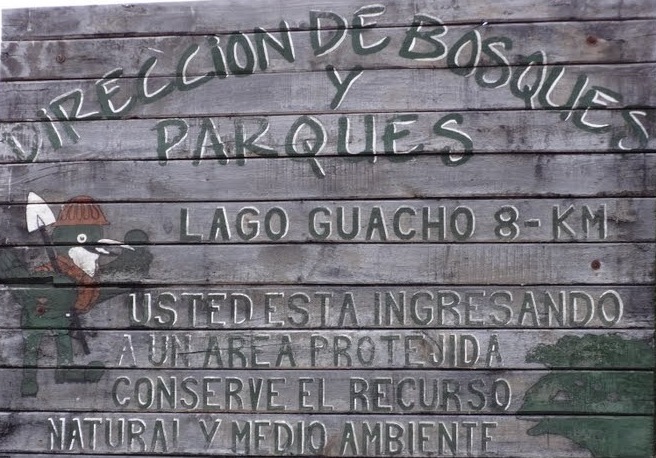 DIRECCION DE BOSQUES
Y
PARQUES
LAGO GUACHO 8-KM
USTED ESTA INGRESANDO
A UN AREA PROTEJIDA
CONSERVE EL RECURSO
NATURAL Y MEDIO AMBIENTE